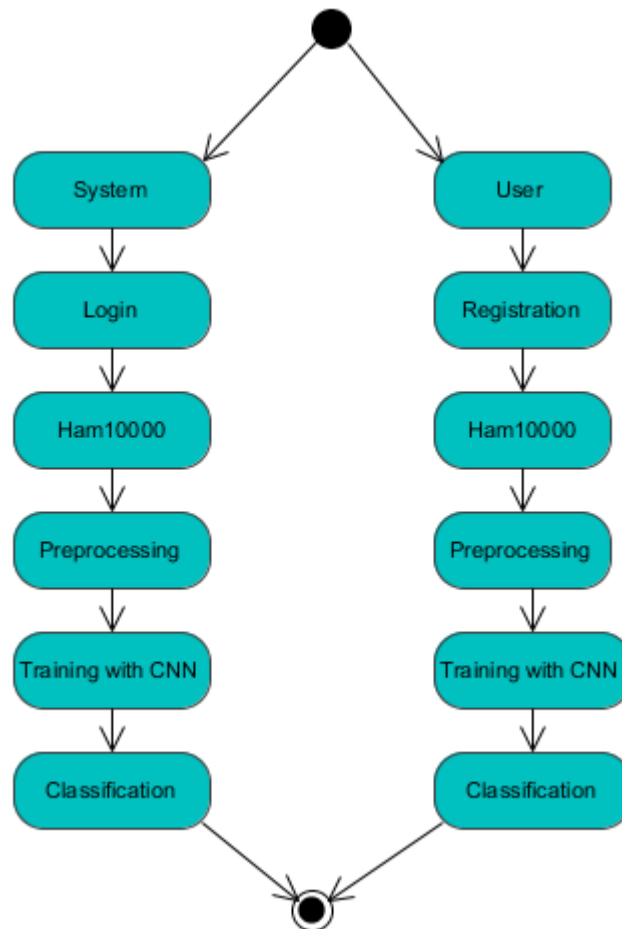 System
User
Login
Registration
Ham10000
Ham10000
Preprocessing
Preprocessing
Training with CNN
Training with CNN
Classification
Classification